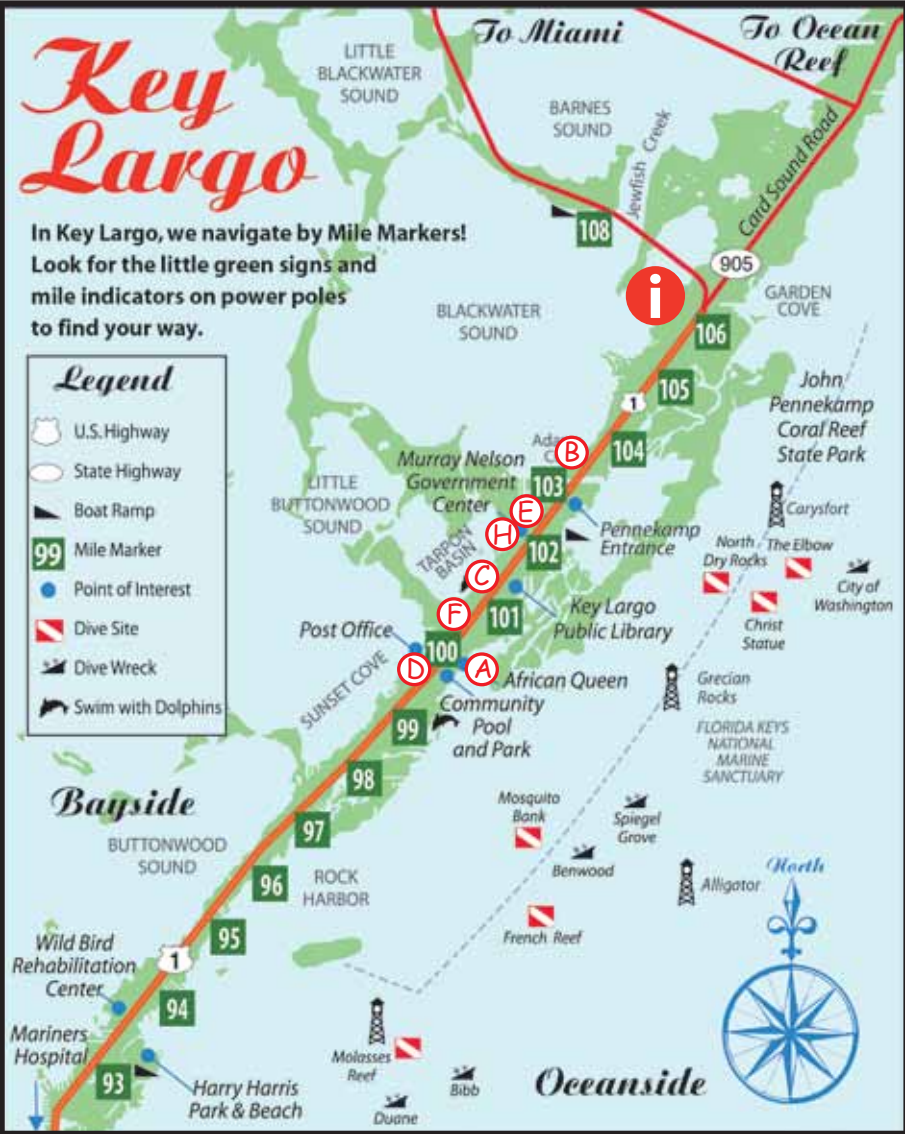 Key
Largo
In Key Largo, we navigate by Mile Markers!
Look for the little green signs and
mile indicators on power poles
to find your way.
Legend
U.S. Highway
State Highway
Boat Ramp
99 Mile Marker
Point of Interest
Dive Site
Dive Wreck
Swim with Dolphins
To Miami
To Ocean
Reef
LITTLE
BLACKWATER
SOUND
BARNES
SOUND
Jewfish Creek
Card Sound Road
108
905
i
GARDEN
COVE
BLACKWATER
SOUND
106
105
1
104
John
Pennekamp
Coral Reef
State Park
B
103
Murray Nelson
Government
Center
E
H
102
Pennekamp
Entrance
LITTLE
BUTTONWOOD
SOUND
TARPON
BASIN
C
Carysfort
North
Dry Rocks
The Elbow
City of
Washington
Christ
Statue
F
101
Key Largo
Public Library
Post Office
100
D
A
African Queen
SUNSET COVE
Community
Pool
and Park
Grecian
Rocks
99
FLORIDA KEYS
NATIONAL
MARINE
SANCTUARY
98
Bayside
97
BUTTONWOOD
SOUND
Mosquito
Bank
Spiegel
Grove
Benwood
96
ROCK
HARBOR
Alligator
North
French Reef
95
Wild Bird
Rehabilitation
Center
1
94
Mariners
Hospital
93
Harry Harris
Park & Beach
Molasses
Reef
Bibb
Duane
Oceanside